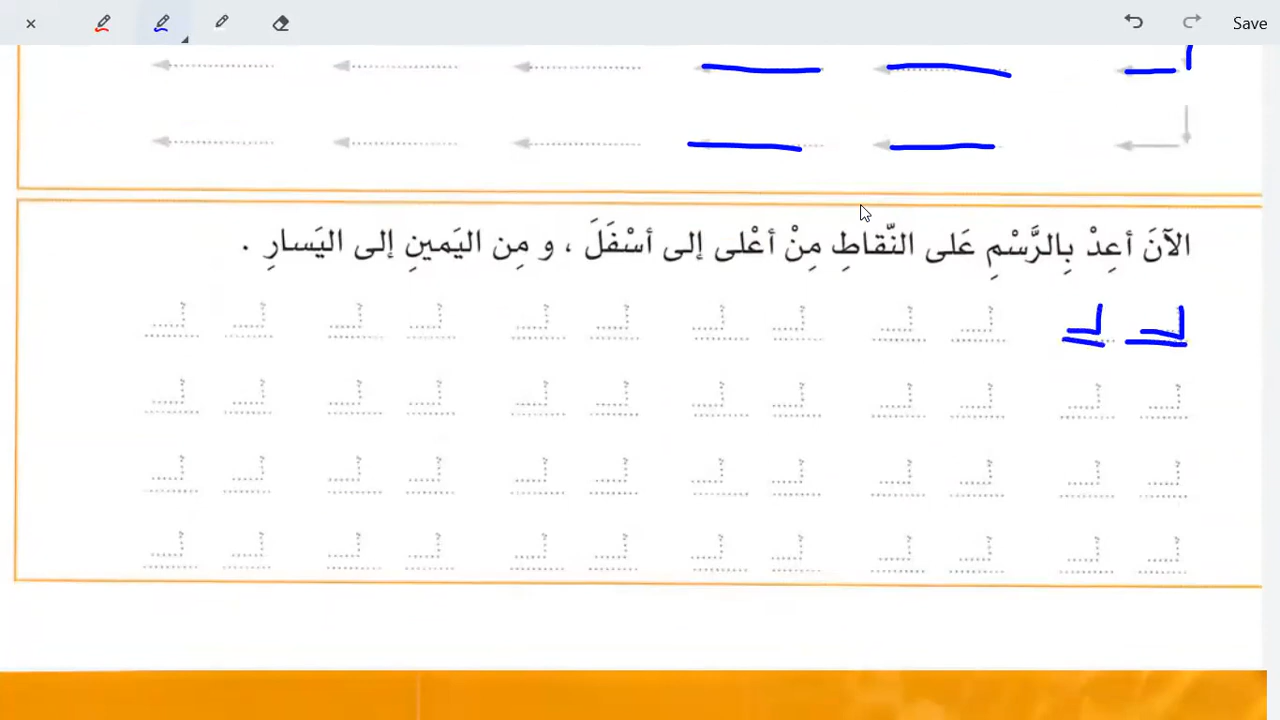 Save
الآنَ أعِدْ بِالرَّسْمِ عَلى النّقاطِ مِنْ أعْلى إلى أسْفَلَ ، و مِن اليَمينِ إلى اليَسارِ .